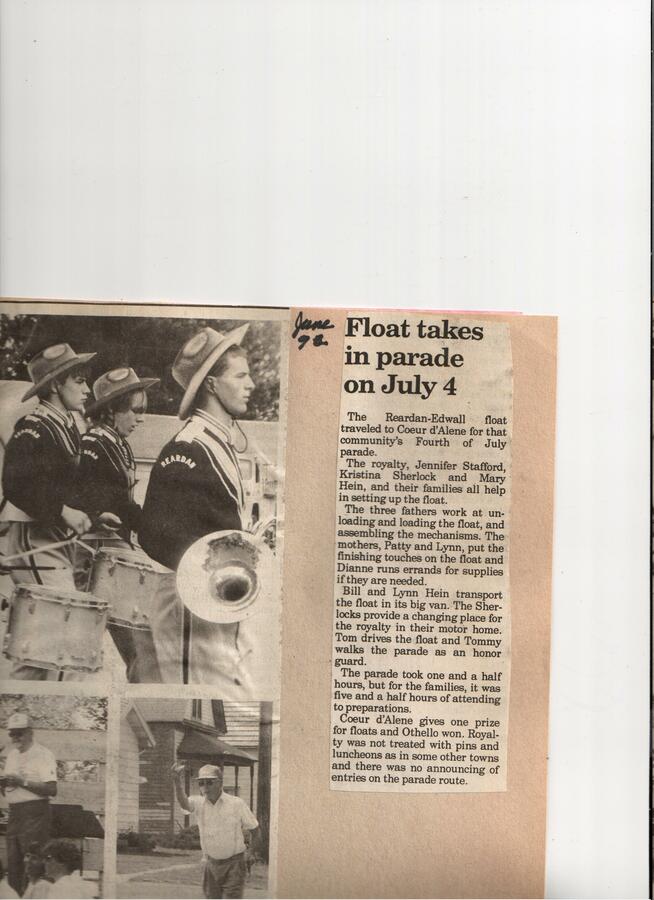 June
92
Float takes
in parade
on July 4
The Reardan-Edwall float
traveled to Coeur d'Alene for that
community's Fourth of July
parade.
The royalty, Jennifer Stafford,
Kristina Sherlock and Mary
Hein, and their families all help
in setting up the float.
The three fathers work at un-
loading and loading the float, and
assembling the mechanisms. The
mothers, Patty and Lynn, put the
finishing touches on the float and
Dianne runs errands for supplies
if they are needed.
Bill and Lynn Hein transport
the float in its big van. The Sher-
locks provide a changing place for
the royalty in their motor home.
Tom drives the float and Tommy
walks the parade as an honor
guard.
The parade took one and a half
hours, but for the families, it was
five and a half hours of attending
to preparations.
Coeur d'Alene gives one prize
for floats and Othello won. Royal-
ty was not treated with pins and
luncheons as in some other towns
and there was no announcing of
entries on the parade route.
REARDAN